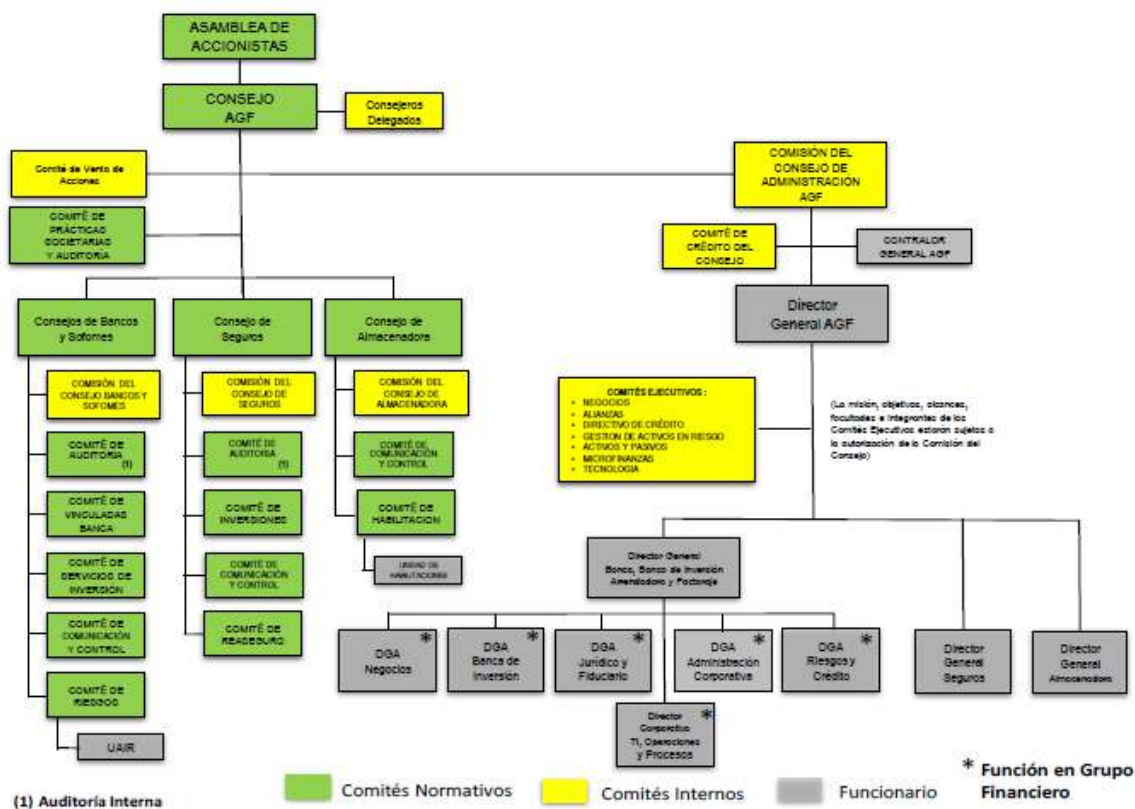 ASAMBLEA DE
ACCIONISTAS
CONSEJO
AGF
Consejeros
Delegados
Comité de Venta de
Acciones
COMISIÓN DEL
CONSEJO DE
ADMINISTRACION
AGF
COMITÉ DE
PRÁCTICAS
SOCIETARIAS
Y AUDITORIA
COMITÉ DE
CRÉDITO DEL
CONSEJO
CONTRALOR
GENERAL AGF
Consejos de Bancos
y Sofomes
Consejo de
Seguros
Consejo de
Almacenadora
Director
General AGF
COMISIÓN DEL
CONSEJO BANCOS Y
SOFOMES
COMITÉ DE
AUDITORIA
(1)
COMITÉ DE
VINCULADAS
BANCA
COMITÉ DE
SERVICIOS DE
INVERSIÓN
COMITÉ DE
COMUNICACIÓN
Y CONTROL
COMITÉ DE
RIESGOS
UAIR
COMISIÓN DEL
CONSEJO DE
SEGUROS
COMITÉ DE
AUDITORIA
(1)
COMITÉ DE
INVERSIONES
COMITÉ DE
COMUNICACIÓN
Y CONTROL
COMITÉ DE
REASEGURO
COMISIÓN DEL
CONSEJO DE
ALMACENADORA
COMITÉ DE
COMUNICACIÓN
Y CONTROL
COMITÉ DE
HABILITACION
UNIDAD DE
HABILITACIONES
COMITÉS EJECUTIVOS :
• NEGOCIOS
• ALIANZAS
• DIRECTIVO DE CRÉDITO
• GESTION DE ACTIVOS EN RIESGO
• ACTIVOS Y PASIVOS
• MICROFINANZAS
• TECNOLOGIA
(La misión, objetivos, alcances,
facultades e integrantes de los
Comités Ejecutivos estarán sujetos a
la autorización de la Comisión del
Consejo)
Director General
Banco, Banco de Inversión
Arrendadora y Factoraje
DGA
Negocios
*
DGA
Banca de
Inversión
*
DGA
Jurídico y
Fiduciario
*
DGA
Administración
Corporativa
*
DGA
Riesgos y
Crédito
*
Director
General
Seguros
Director
General
Almacenadora
Director
Corporativo
TI, Operaciones
y Procesos
*
(1) Auditoría Interna
Comités Normativos
Comités Internos
Funcionario
* Función en Grupo
Financiero